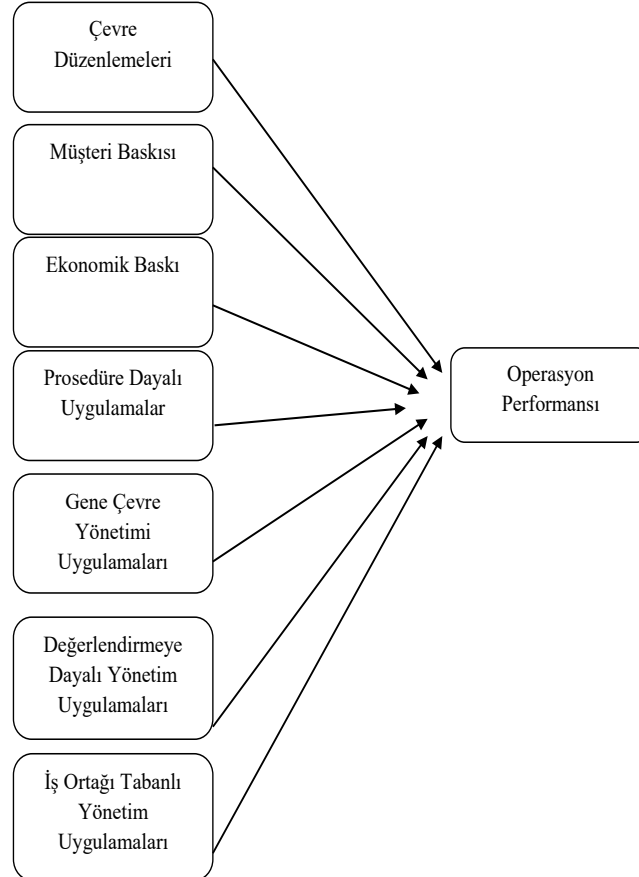 Çevre
Düzenlemeleri
Müşteri Baskısı
Ekonomik Baskı
Prosedüre Dayalı
Uygulamalar
Gene Çevre
Yönetimi
Uygulamaları
Değerlendirmeye
Dayalı Yönetim
Uygulamaları
İş Ortağı Tabanlı
Yönetim
Uygulamaları
Operasyon
Performansı